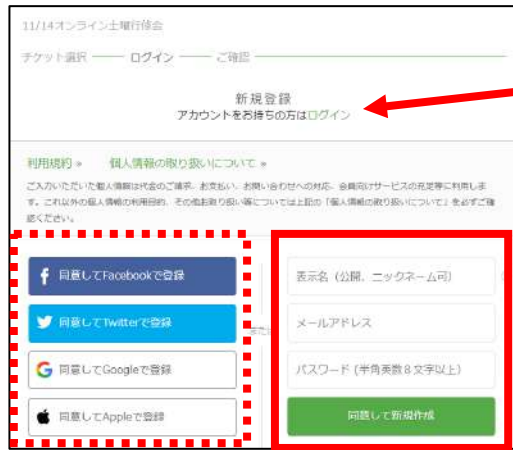 11/14オンライン土曜行修会
チケット選択 ログイン ご確認
新規登録
アカウントをお持ちの方はログイン
利用規約» 個人情報の取り扱いについて»
ご入力いただいた個人情報は代金のご請求、お支払い、お問い合わせへの対応、会員向けサービスの充実等に利用しま
す。これ以外の個人情報の利用目的、その他お取り扱い等については上記の「個人情報の取り扱いについて」を必ずご確
認ください。
同意してFacebookで登録
同意してTwitterで登録
同意してGoogleで登録
同意してAppleで登録
または
表示名（公開、ニックネーム可）
メールアドレス
パスワード (半角英数8文字以上)
同意して新規作成